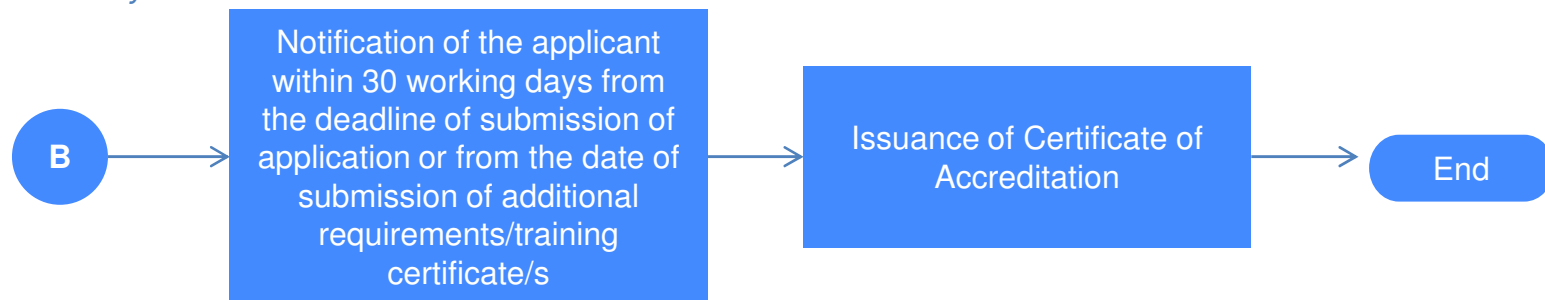 Notification of the applicant
within 30 working days from
the deadline of submission of
application or from the date of
submission of additional
requirements/training
certificate/s
B
Issuance of Certificate of
Accreditation
End